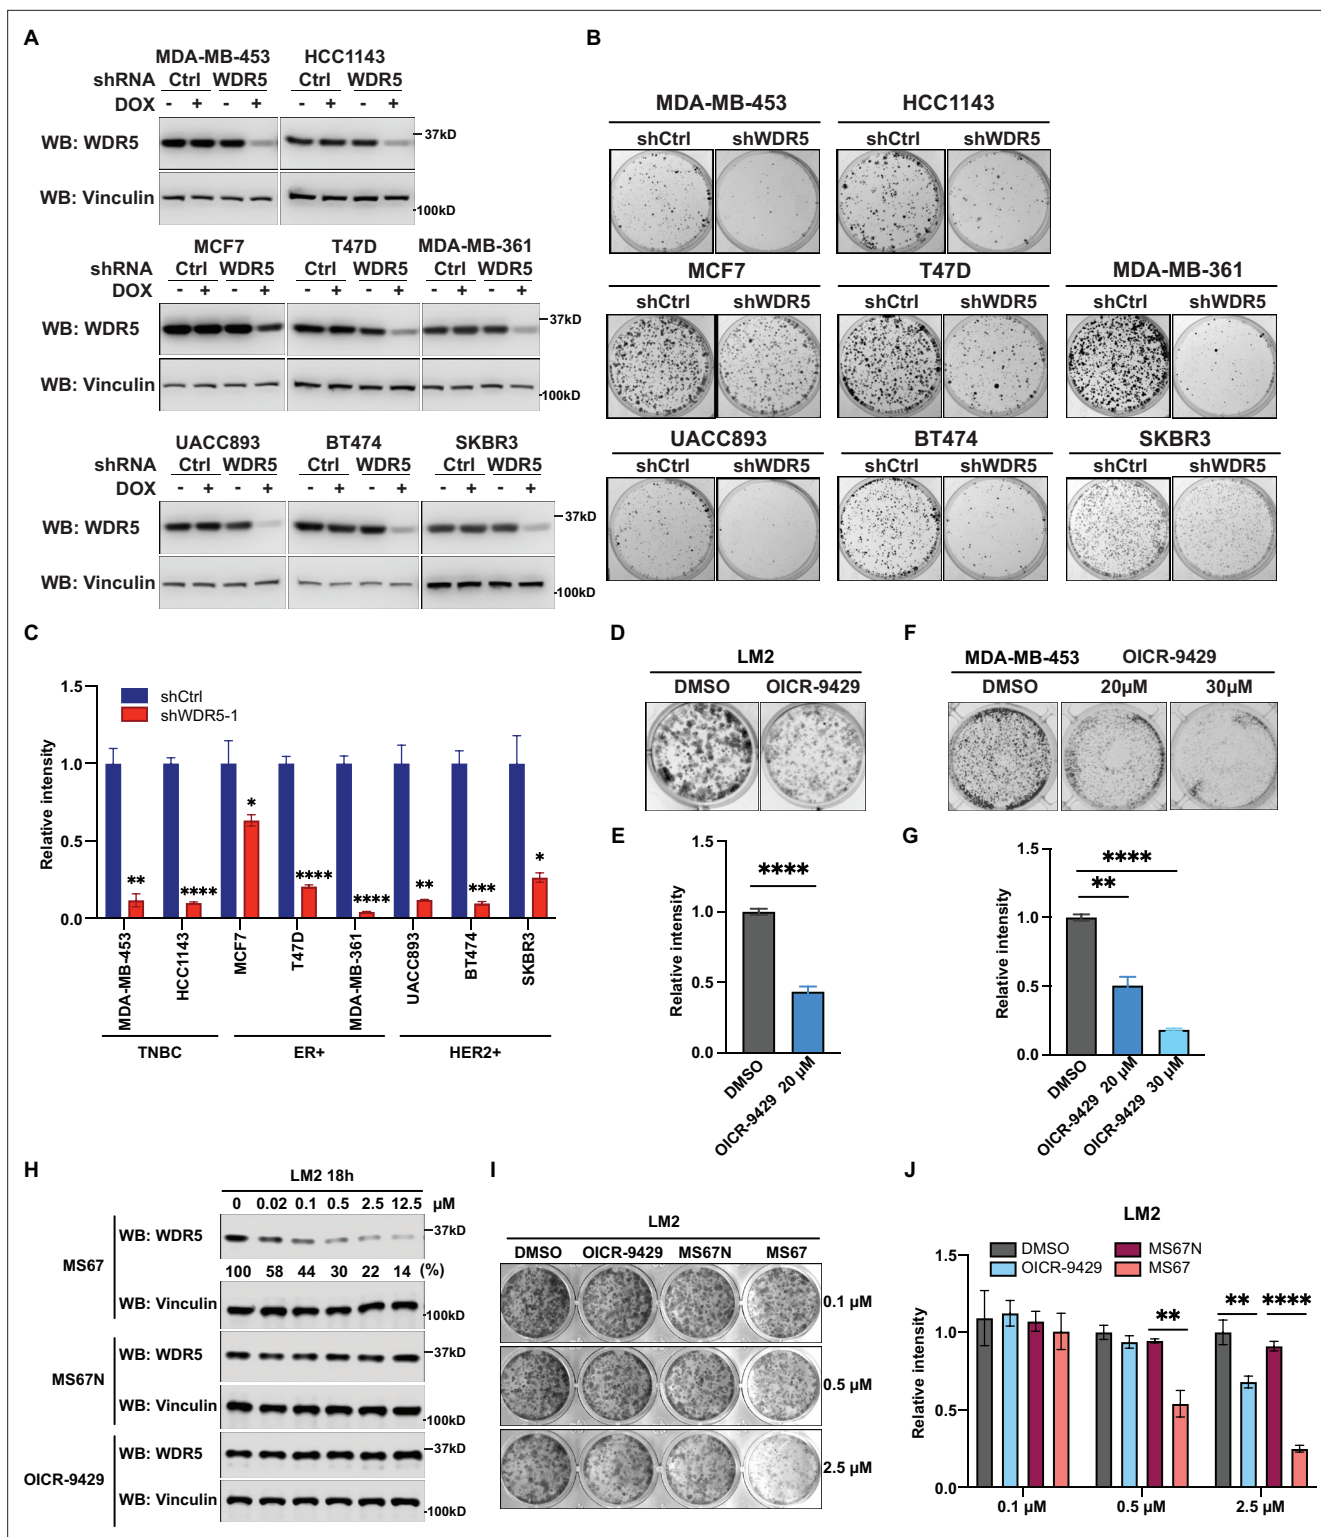 A
MDA-MB-453 HCC1143
shRNA Ctrl WDR5 Ctrl WDR5
DOX - + - + - + - +
WB: WDR5 37kD
WB: Vinculin 100kD
MCF7 T47D MDA-MB-361
shRNA Ctrl WDR5 Ctrl WDR5 Ctrl WDR5
DOX - + - + - + - + - + - +
WB: WDR5 37kD
WB: Vinculin 100kD
UACC893 BT474 SKBR3
shRNA Ctrl WDR5 Ctrl WDR5 Ctrl WDR5
DOX - + - + - + - + - + - +
WB: WDR5 37kD
WB: Vinculin 100kD
B
MDA-MB-453 HCC1143
shCtrl shWDR5 shCtrl shWDR5
MCF7 T47D MDA-MB-361
shCtrl shWDR5 shCtrl shWDR5 shCtrl shWDR5
UACC893 BT474 SKBR3
shCtrl shWDR5 shCtrl shWDR5 shCtrl shWDR5
C
Relative intensity
1.5
1.0
0.5
0.0
shCtrl
shWDR5-1
** **** * **** **** ** *** *
MDA-MB-453
HCC1143
MCF7
T47D
MDA-MB-361
UACC893
BT474
SKBR3
TNBC ER+ HER2+
D
LM2
DMSO OICR-9429
E
Relative intensity
1.5
1.0
0.5
0.0
****
DMSO
OICR-9429 20 µM
F
MDA-MB-453 OICR-9429
DMSO 20µM 30µM
G
Relative intensity
1.5
1.0
0.5
0.0
****
**
DMSO
OICR-9429 20 µM
OICR-9429 30 µM
H
LM2 18h
0 0.02 0.1 0.5 2.5 12.5 µM
MS67
WB: WDR5 37kD
100 58 44 30 22 14 (%)
WB: Vinculin 100kD
MS67N
WB: WDR5 37kD
WB: Vinculin 100kD
OICR-9429
WB: WDR5 37kD
WB: Vinculin 100kD
I
LM2
DMSO OICR-9429 MS67N MS67
0.1 µM
0.5 µM
2.5 µM
J
LM2
DMSO MS67N
OICR-9429 MS67
Relative intensity
1.5
1.0
0.5
0.0
** ** ****
0.1 µM 0.5 µM 2.5 µM